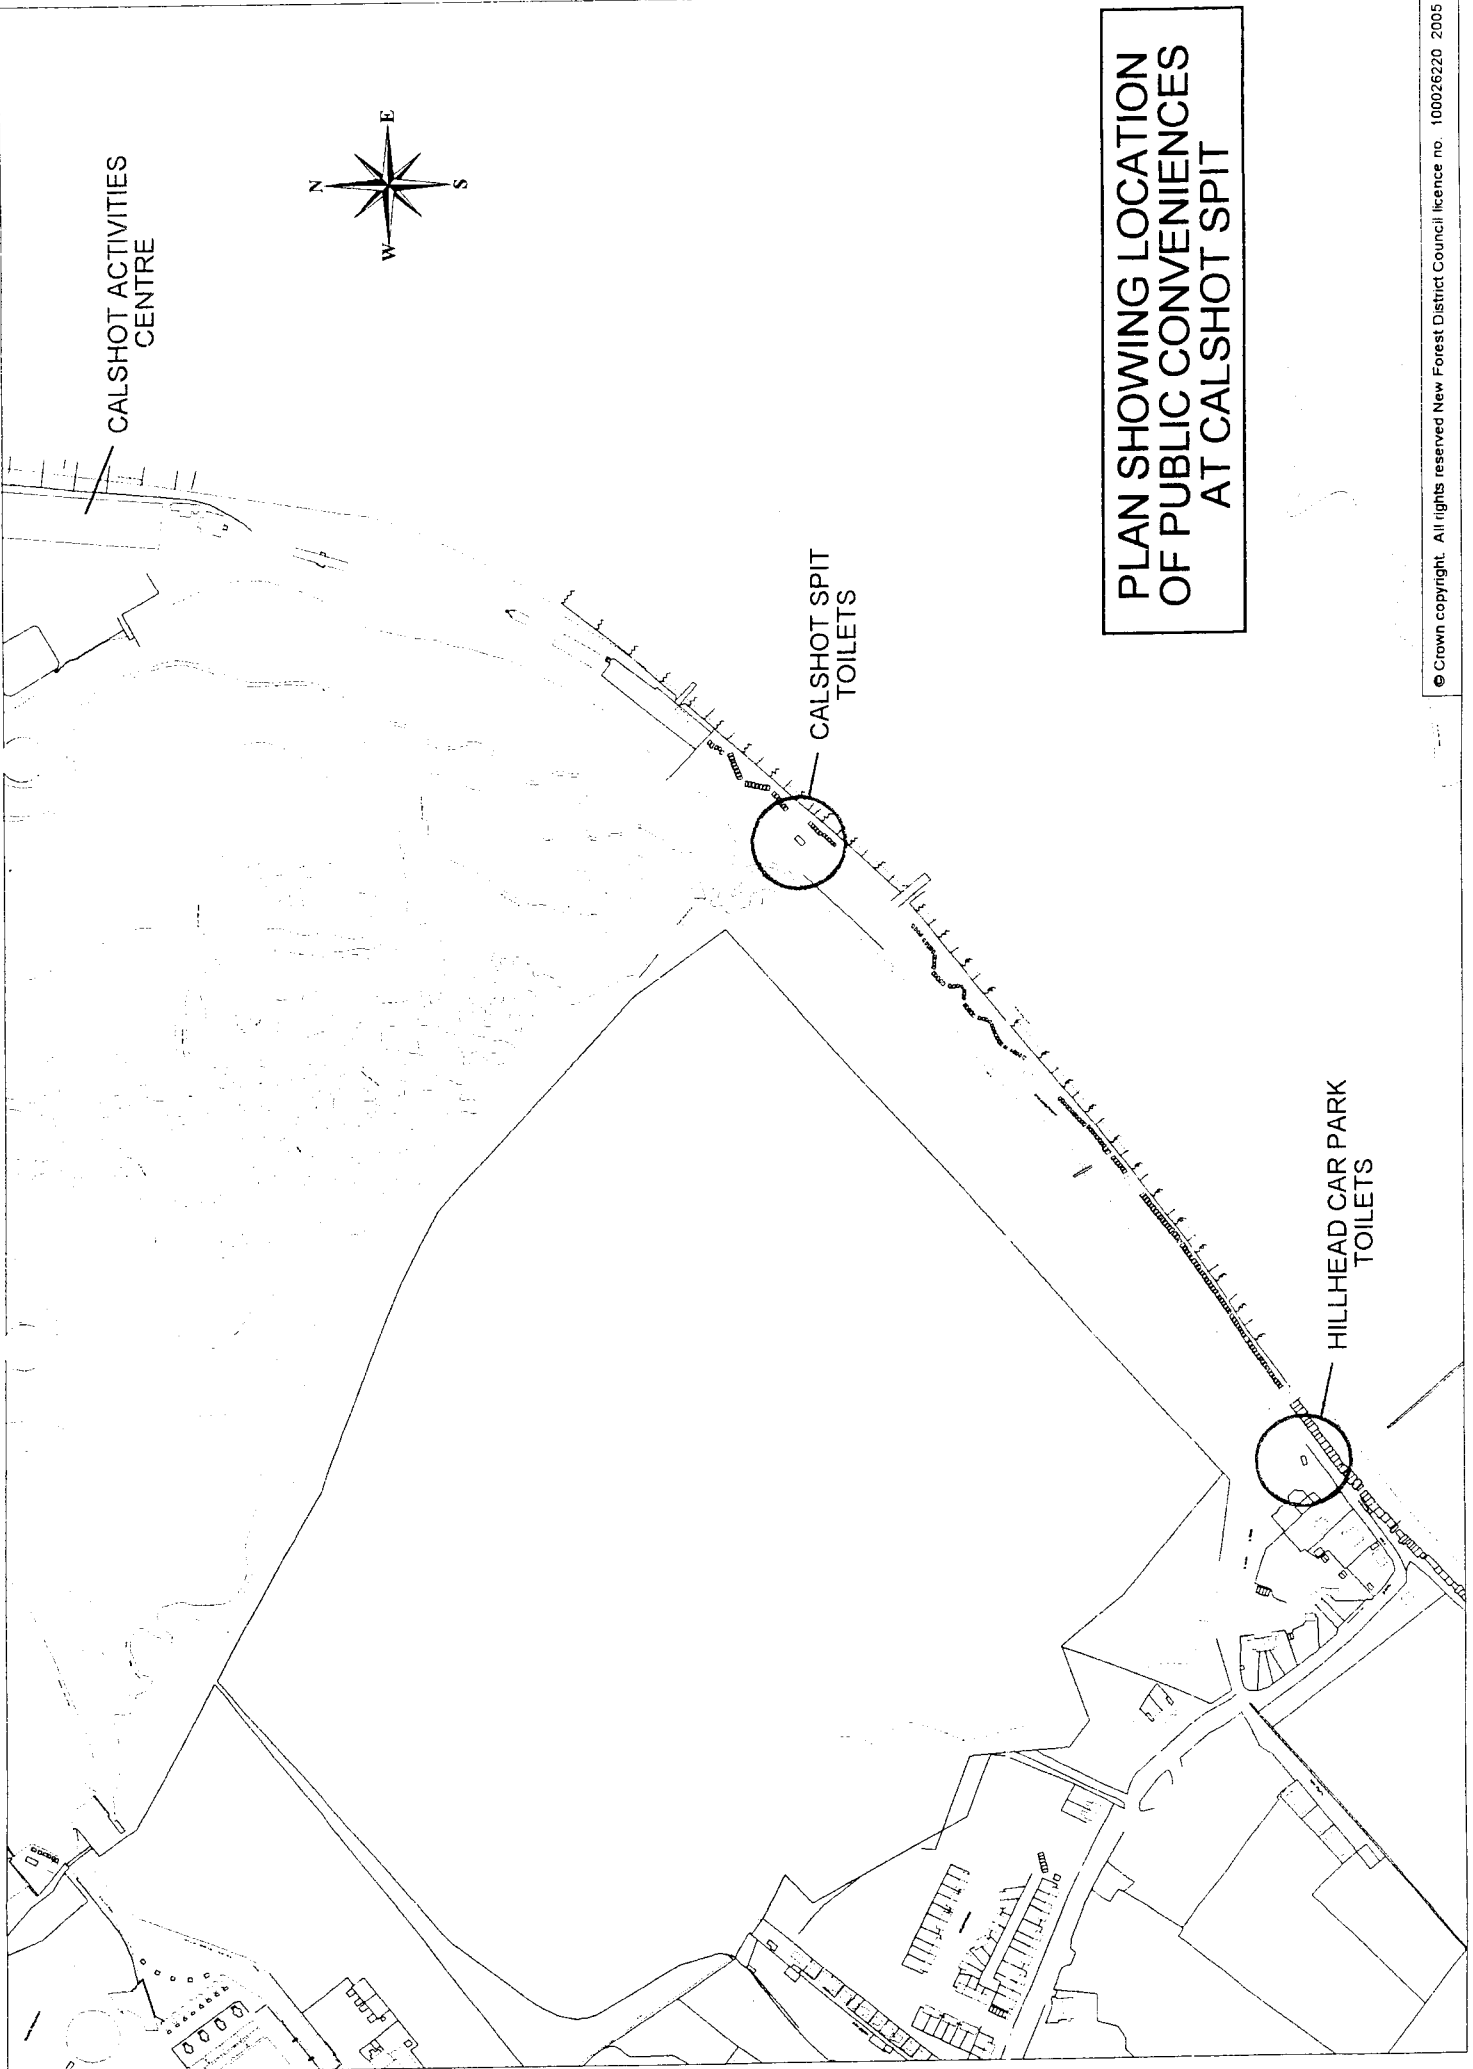 CALSHOT ACTIVITIES
CENTRE
N
W
E
S
CALSHOT SPIT
TOILETS
HILLHEAD CAR PARK
TOILETS
PLAN SHOWING LOCATION
OF PUBLIC CONVENIENCES
AT CALSHOT SPIT
© Crown copyright. All rights reserved New Forest District Council licence no. 100026220 2005